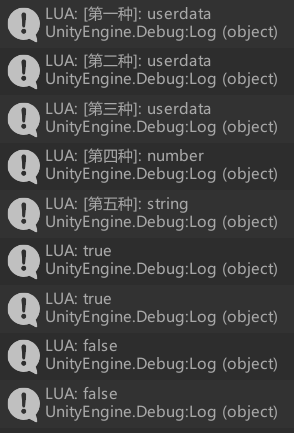 LUA: [第一种]: userdata
UnityEngine.Debug:Log (object)
LUA: [第二种]: userdata
UnityEngine.Debug:Log (object)
LUA: [第三种]: userdata
UnityEngine.Debug:Log (object)
LUA: [第四种]: number
UnityEngine.Debug:Log (object)
LUA: [第五种]: string
UnityEngine.Debug:Log (object)
LUA: true
UnityEngine.Debug:Log (object)
LUA: true
UnityEngine.Debug:Log (object)
LUA: false
UnityEngine.Debug:Log (object)
LUA: false
UnityEngine.Debug:Log (object)